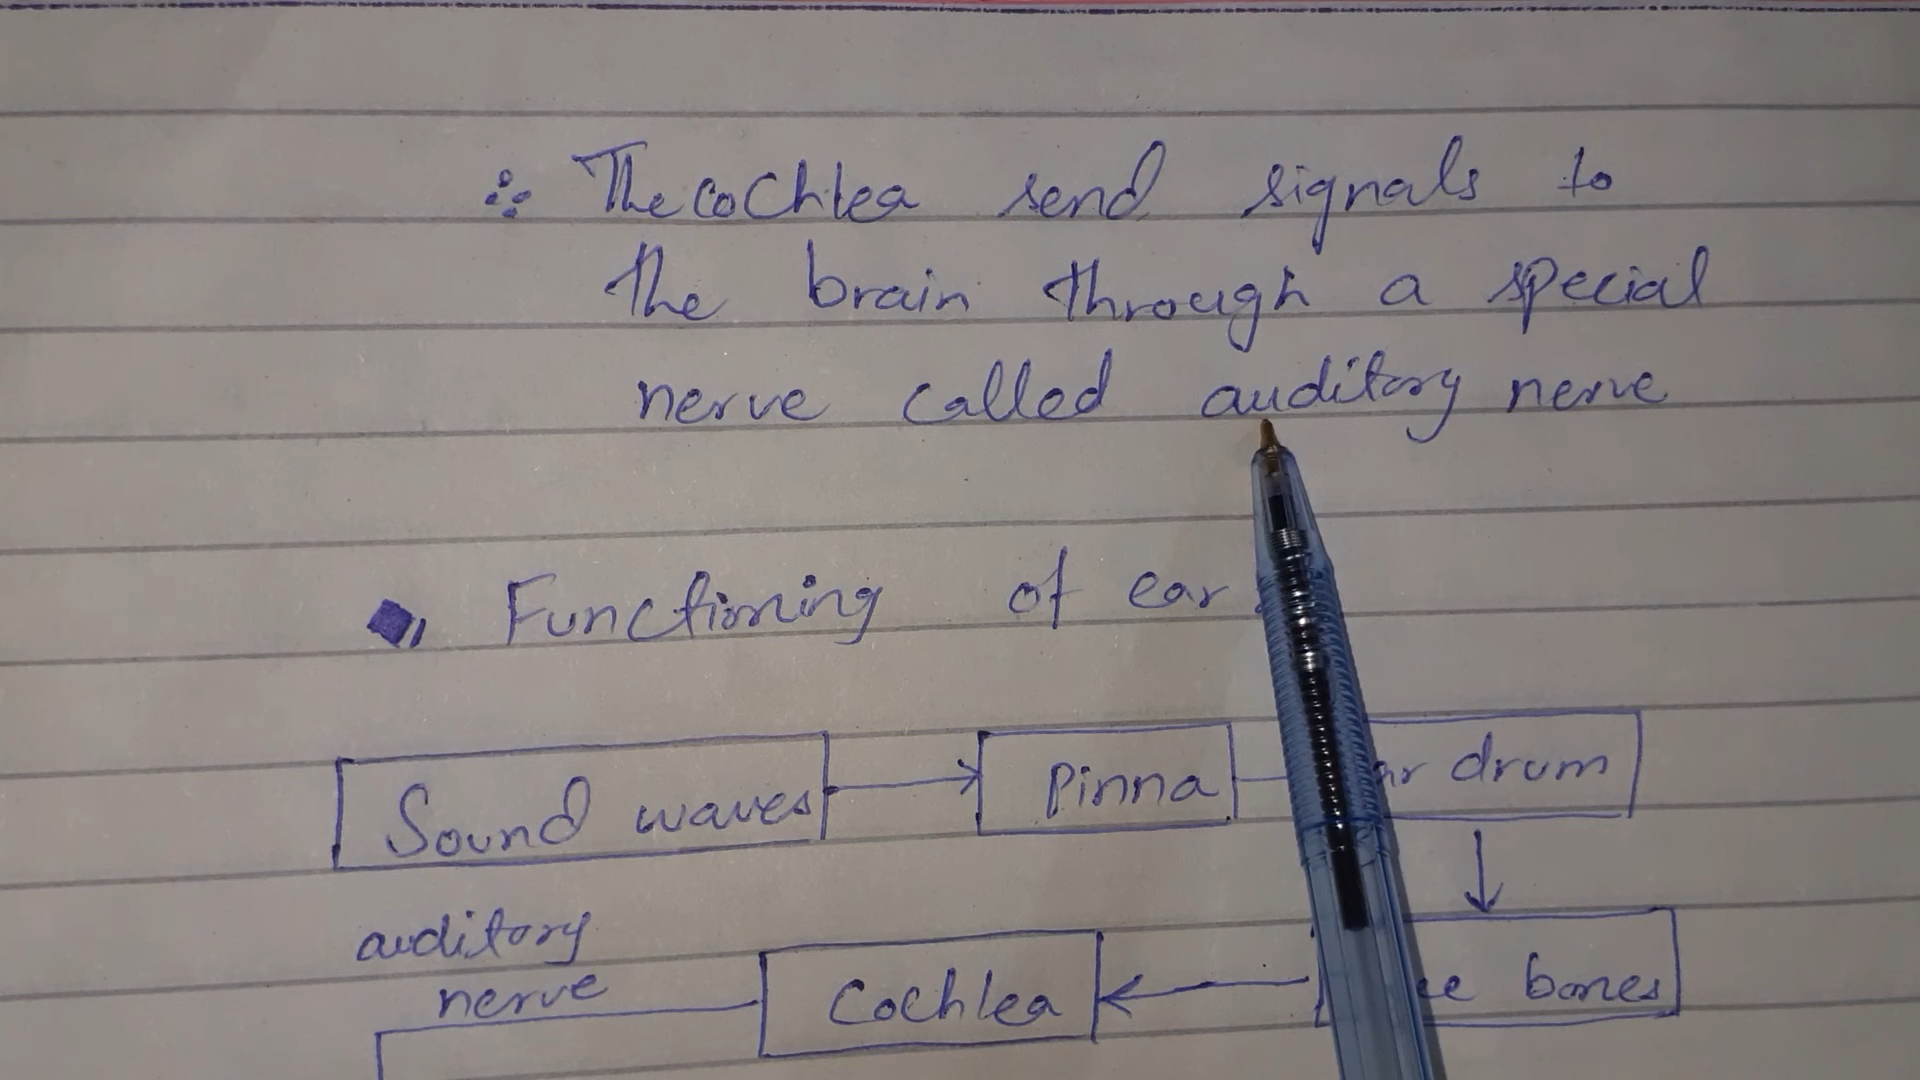 ∴ The coChlea send signals to
the brain through a special
nerve called auditory nerve
Functioning of ear
Sound waves Pinna drum
auditory
nerve Cochlea bones